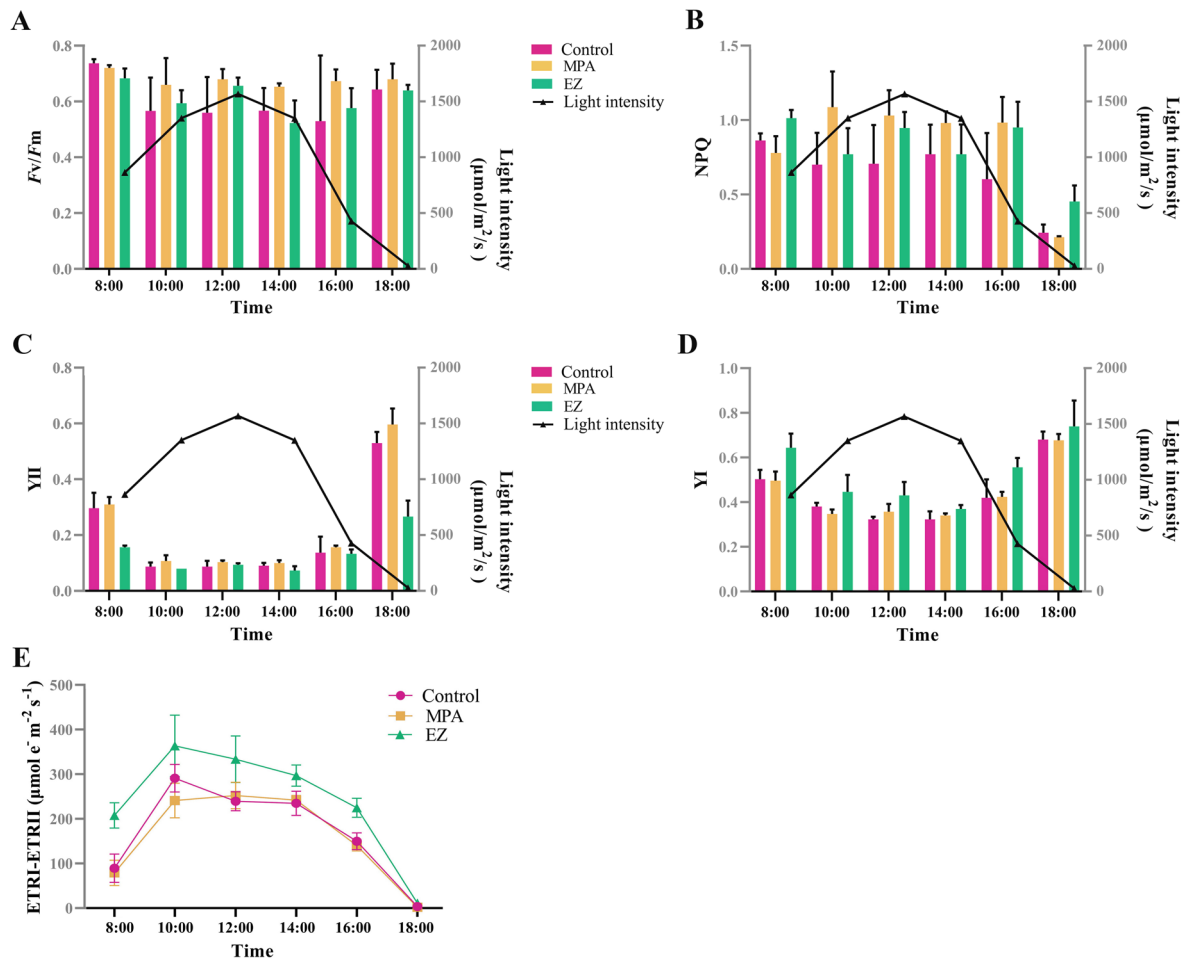 A
0.8
0.6
0.4
0.2
0.0
Fv/Fm
2000
1500
1000
500
0
Light intensity
(μmol/m²/s )
8:00 10:00 12:00 14:00 16:00 18:00
Time
Control
MPA
EZ
Light intensity
B
1.5
1.0
0.5
0.0
NPQ
2000
1500
1000
500
0
Light intensity
(μmol/m²/s )
8:00 10:00 12:00 14:00 16:00 18:00
Time
C
0.8
0.6
0.4
0.2
0.0
YII
2000
1500
1000
500
0
Light intensity
(μmol/m²/s )
8:00 10:00 12:00 14:00 16:00 18:00
Time
Control
MPA
EZ
Light intensity
D
1.0
0.8
0.6
0.4
0.2
0.0
YI
2000
1500
1000
500
0
Light intensity
(μmol/m²/s )
8:00 10:00 12:00 14:00 16:00 18:00
Time
E
500
400
300
200
100
0
ETRI-ETRII (μmol e⁻ m⁻² s⁻¹)
8:00 10:00 12:00 14:00 16:00 18:00
Time
Control
MPA
EZ